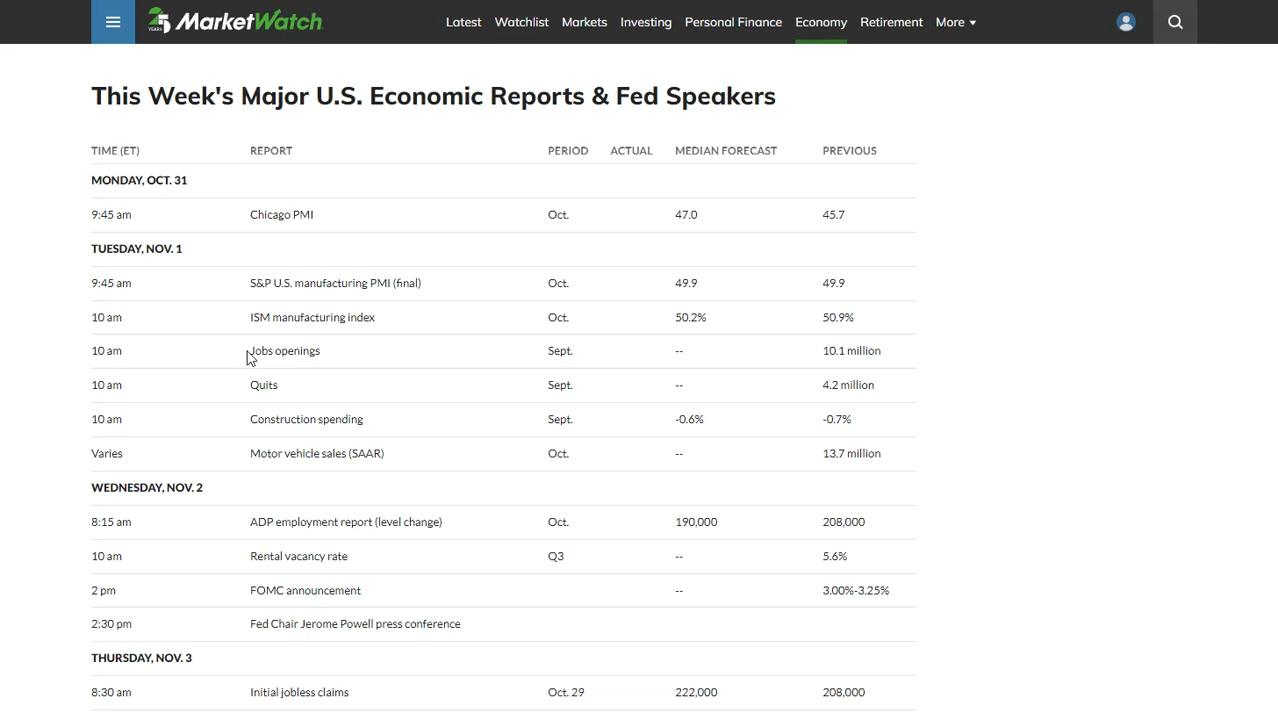 25 YEARS MarketWatch Latest Watchlist Markets Investing Personal Finance Economy Retirement More
This Week's Major U.S. Economic Reports & Fed Speakers
TIME (ET) REPORT PERIOD ACTUAL MEDIAN FORECAST PREVIOUS
MONDAY, OCT. 31
9:45 am Chicago PMI Oct. 47.0 45.7
TUESDAY, NOV. 1
9:45 am S&P U.S. manufacturing PMI (final) Oct. 49.9 49.9
10 am ISM manufacturing index Oct. 50.2% 50.9%
10 am Jobs openings Sept. -- 10.1 million
10 am Quits Sept. -- 4.2 million
10 am Construction spending Sept. -0.6% -0.7%
Varies Motor vehicle sales (SAAR) Oct. -- 13.7 million
WEDNESDAY, NOV. 2
8:15 am ADP employment report (level change) Oct. 190,000 208,000
10 am Rental vacancy rate Q3 -- 5.6%
2 pm FOMC announcement -- 3.00%-3.25%
2:30 pm Fed Chair Jerome Powell press conference
THURSDAY, NOV. 3
8:30 am Initial jobless claims Oct. 29 222,000 208,000